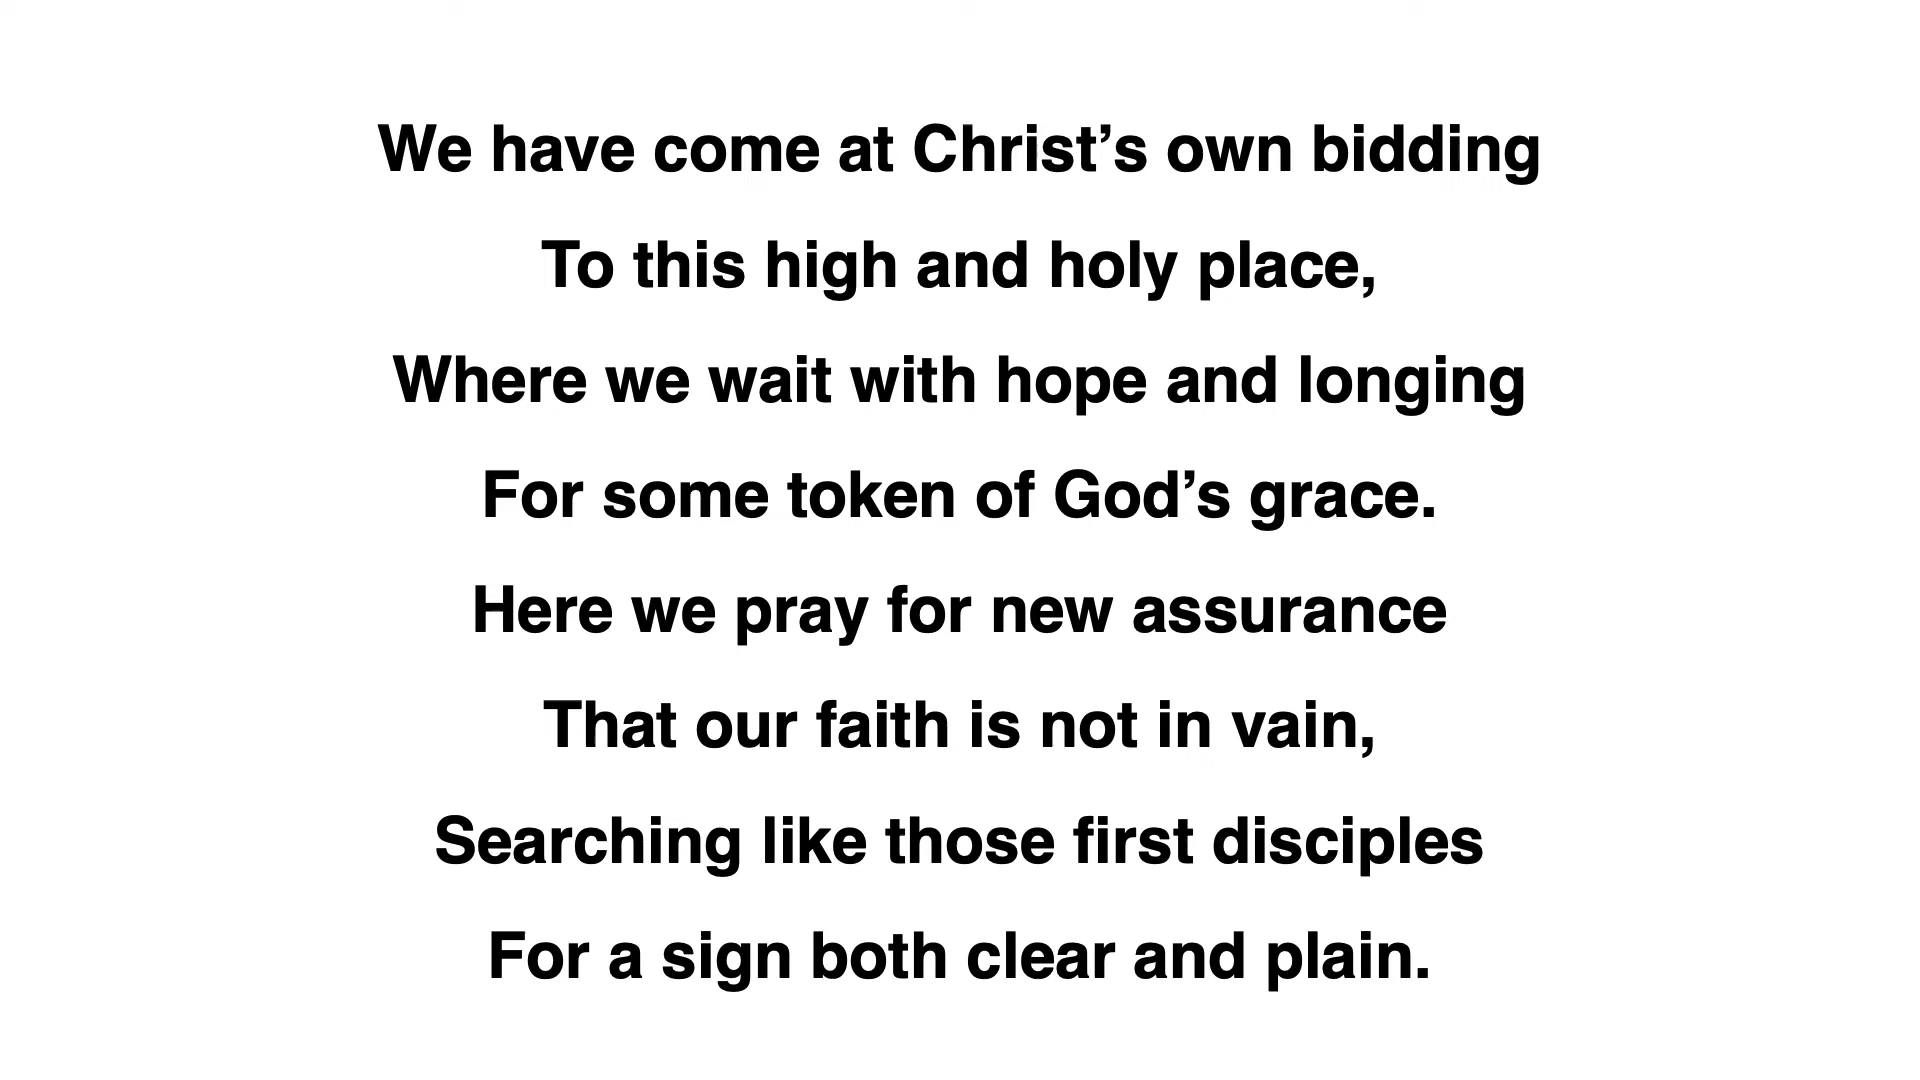 We have come at Christ’s own bidding
To this high and holy place,
Where we wait with hope and longing
For some token of God’s grace.
Here we pray for new assurance
That our faith is not in vain,
Searching like those first disciples
For a sign both clear and plain.